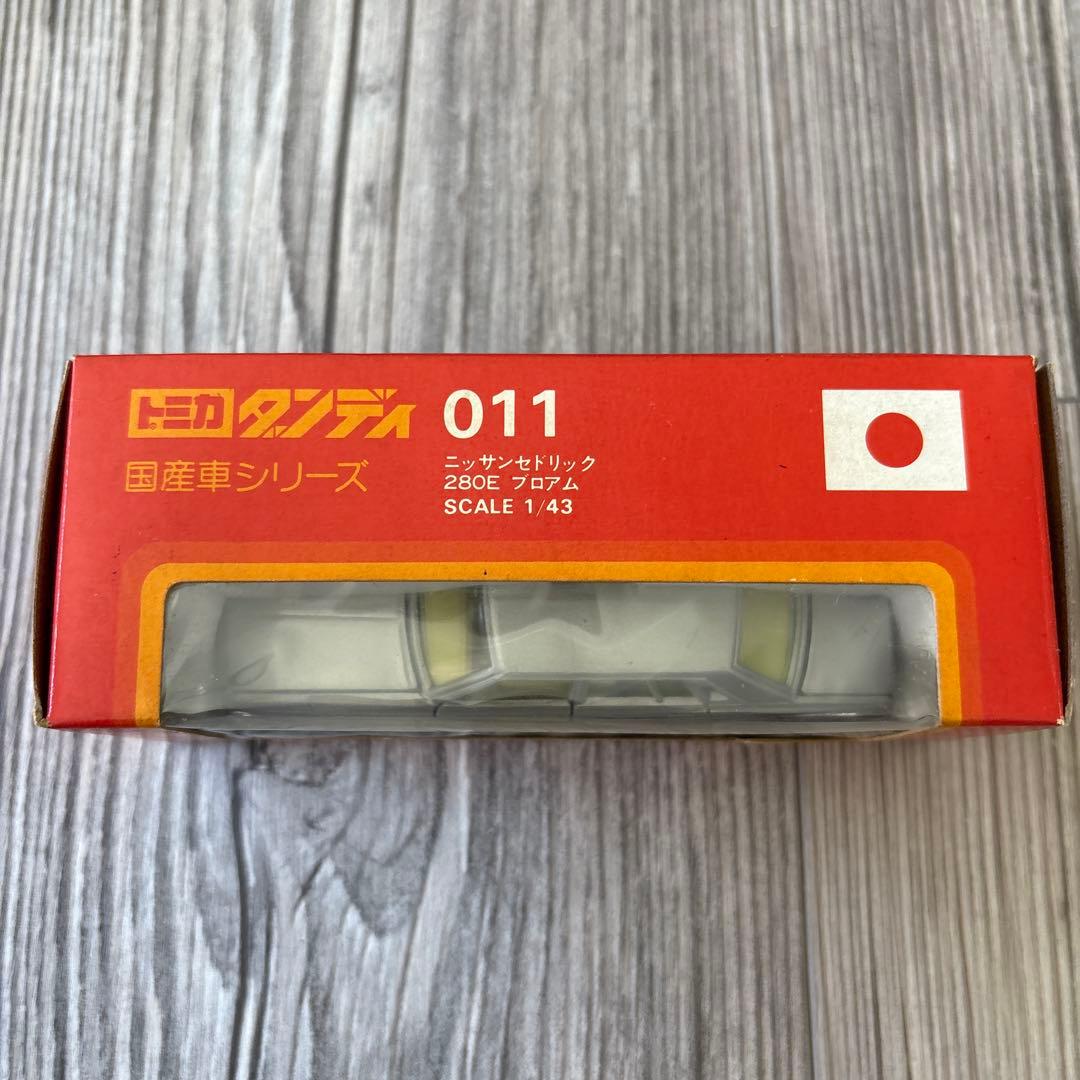 トミカ ダンディ 011
国産車シリーズ
ニッサンセドリック
280E ブロアム
SCALE 1/43